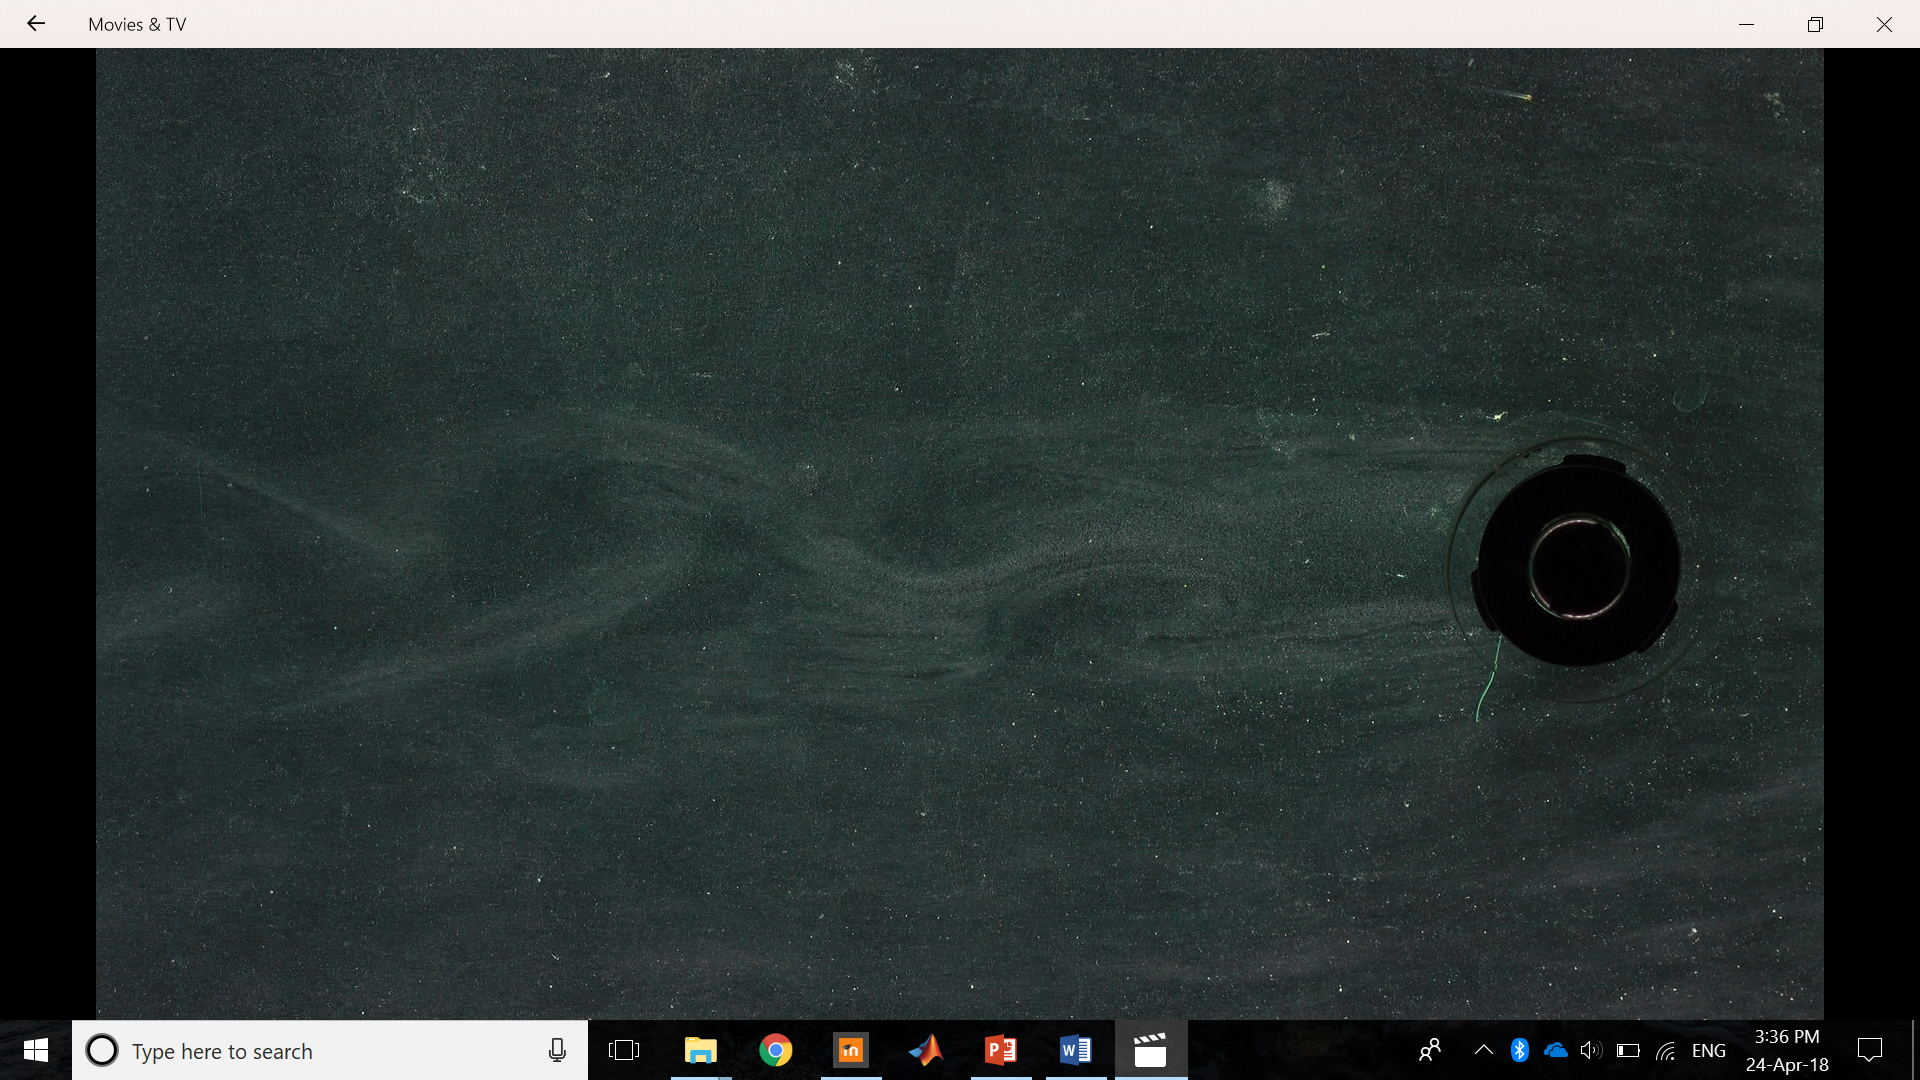 Movies & TV
Type here to search
ENG
3:36 PM
24-Apr-18